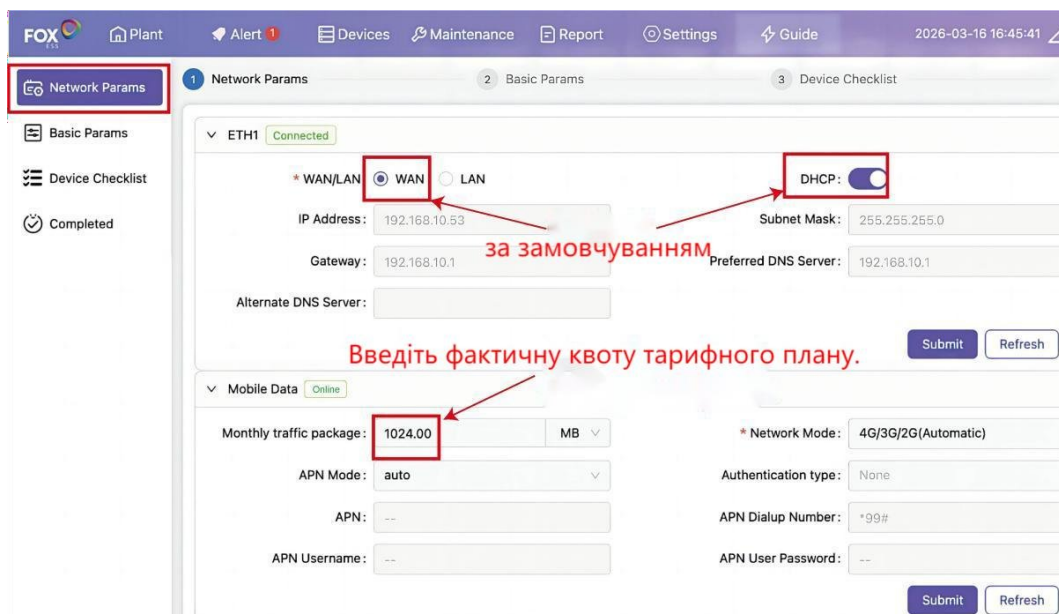 FOX ESS Plant Alert 1 Devices Maintenance Report Settings Guide 2026-03-16 16:45:41
Network Params
Basic Params
Device Checklist
Completed
1 Network Params 2 Basic Params 3 Device Checklist
ETH1 Connected
* WAN/LAN WAN LAN DHCP:
IP Address: 192.168.10.53 Subnet Mask: 255.255.255.0
за замовчуванням
Gateway: 192.168.10.1 Preferred DNS Server: 192.168.10.1
Alternate DNS Server:
Submit Refresh
Введіть фактичну квоту тарифного плану.
Mobile Data Online
Monthly traffic package: 1024.00 MB * Network Mode: 4G/3G/2G(Automatic)
APN Mode: auto Authentication type: None
APN: -- APN Dialup Number: *99#
APN Username: -- APN User Password: --
Submit Refresh